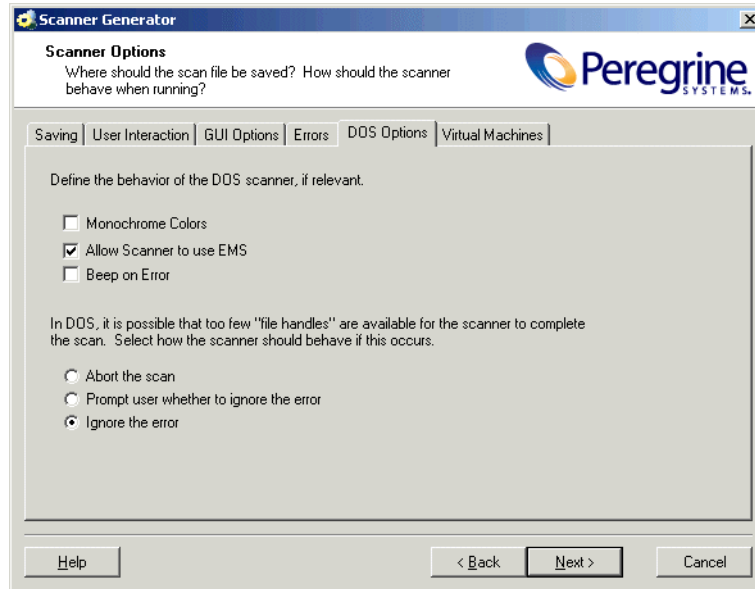 Scanner Generator
Scanner Options
Where should the scan file be saved? How should the scanner
behave when running?
Peregrine
SYSTEMS.
Saving
User Interaction
GUI Options
Errors
DOS Options
Virtual Machines
Define the behavior of the DOS scanner, if relevant.
Monochrome Colors
Allow Scanner to use EMS
Beep on Error
In DOS, it is possible that too few "file handles" are available for the scanner to complete
the scan. Select how the scanner should behave if this occurs.
Abort the scan
Prompt user whether to ignore the error
Ignore the error
Help
< Back
Next >
Cancel